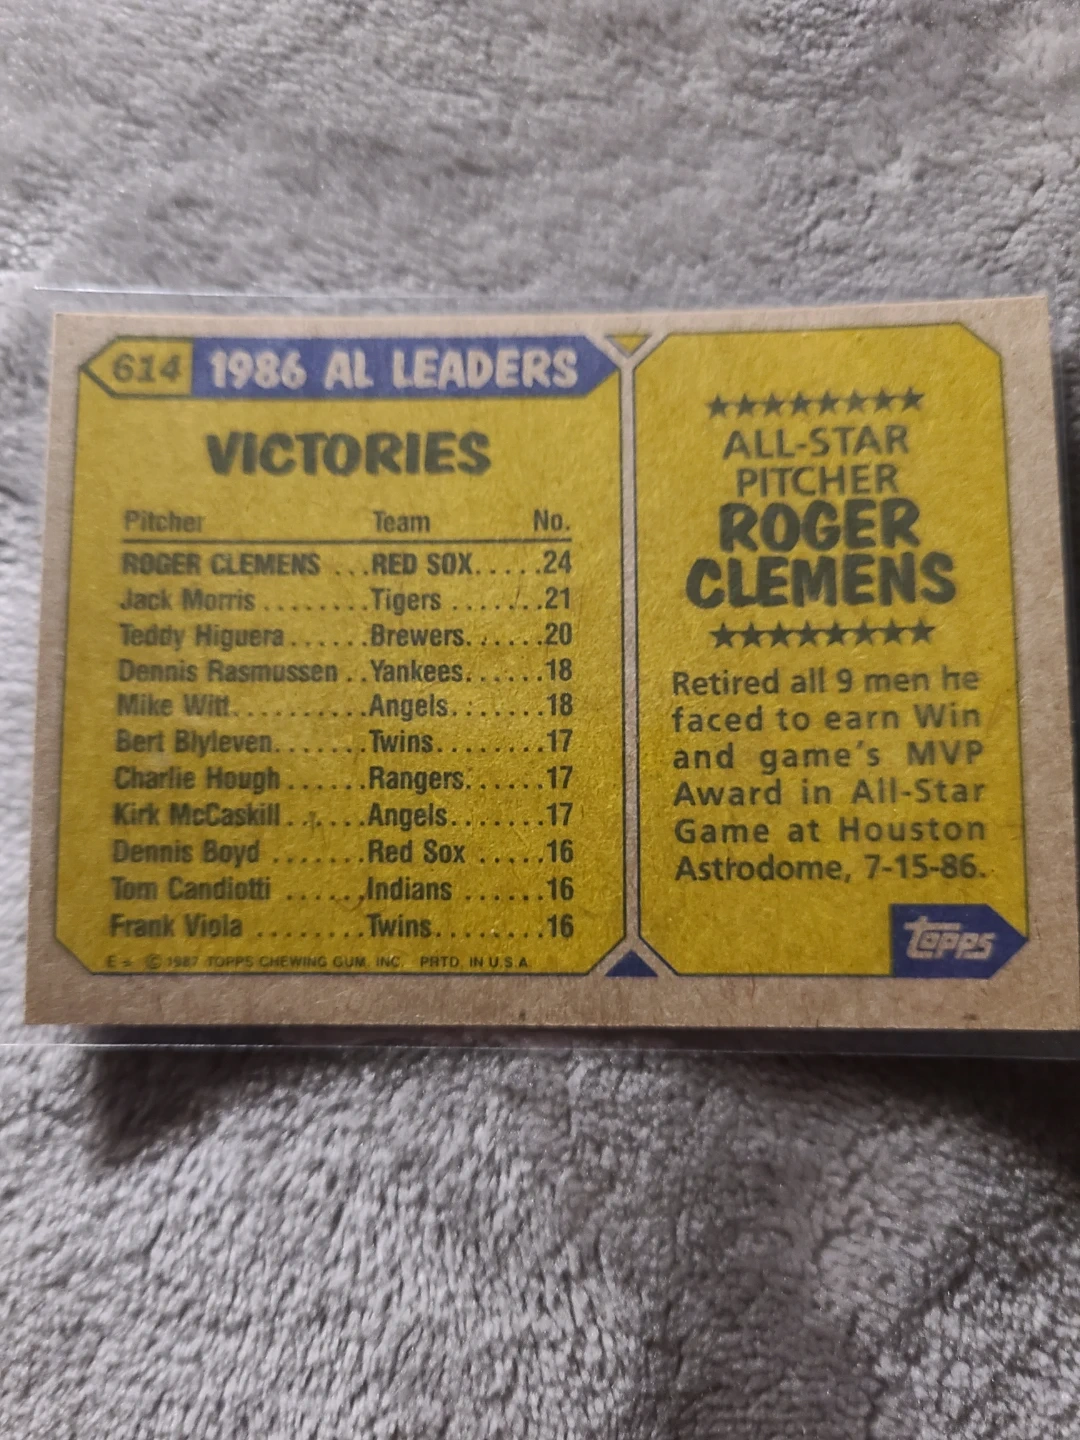 614 1986 AL LEADERS
VICTORIES
Pitcher Team No.
ROGER CLEMENS ...RED SOX.....24
Jack Morris ........Tigers .......21
Teddy Higuera......Brewers......20
Dennis Rasmussen ..Yankees......18
Mike Witt..........Angels.......18
Bert Blyleven.......Twins........17
Charlie Hough ......Rangers......17
Kirk McCaskill ......Angels.......17
Dennis Boyd .......Red Sox .....16
Tom Candiotti ......Indians ......16
Frank Viola ........Twins........16
E * © 1987 TOPPS CHEWING GUM, INC. PRTD. IN U.S.A.
★★★★★★★★
ALL-STAR
PITCHER
ROGER
CLEMENS
★★★★★★★★
Retired all 9 men he
faced to earn Win
and game's MVP
Award in All-Star
Game at Houston
Astrodome, 7-15-86.
topps